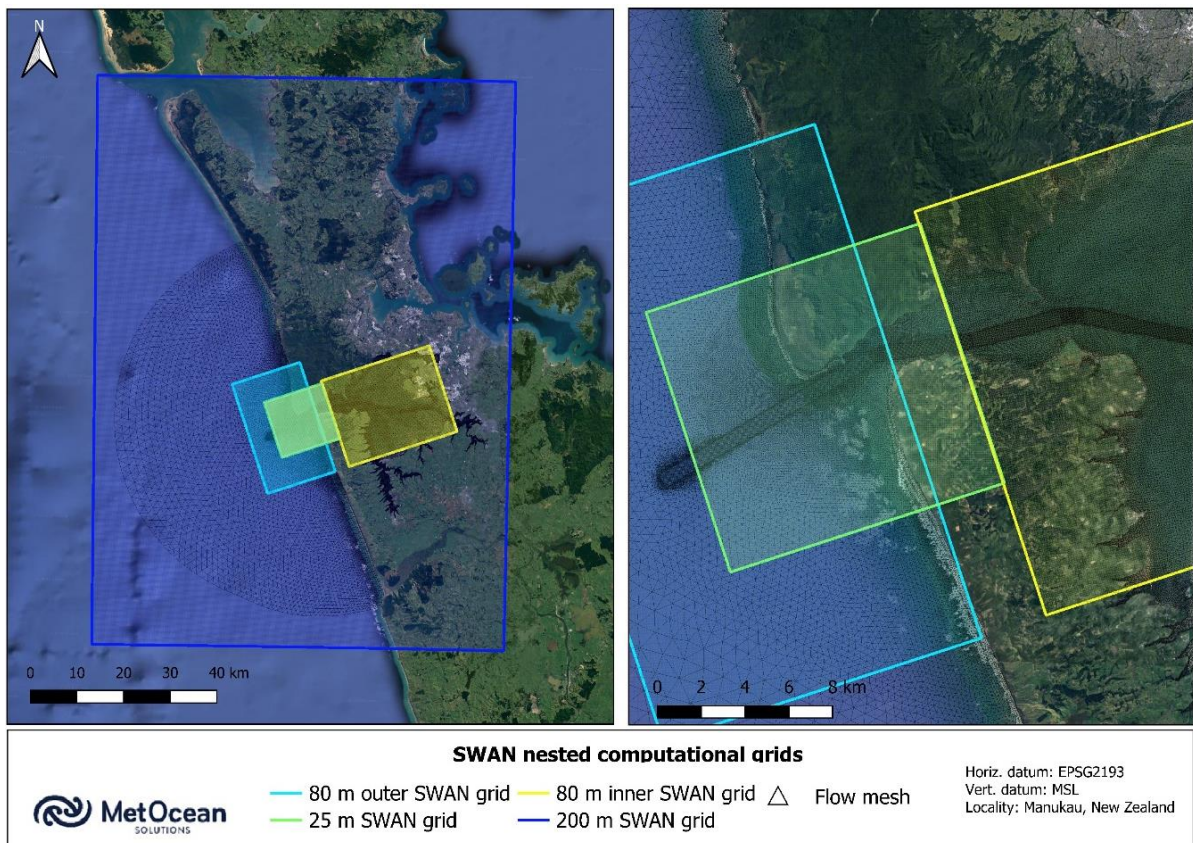 N
0 10 20 30 40 km
0 2 4 6 8 km
SWAN nested computational grids
80 m outer SWAN grid
80 m inner SWAN grid
Flow mesh
25 m SWAN grid
200 m SWAN grid
MetOcean
SOLUTIONS
Horiz. datum: EPSG2193
Vert. datum: MSL
Locality: Manukau, New Zealand